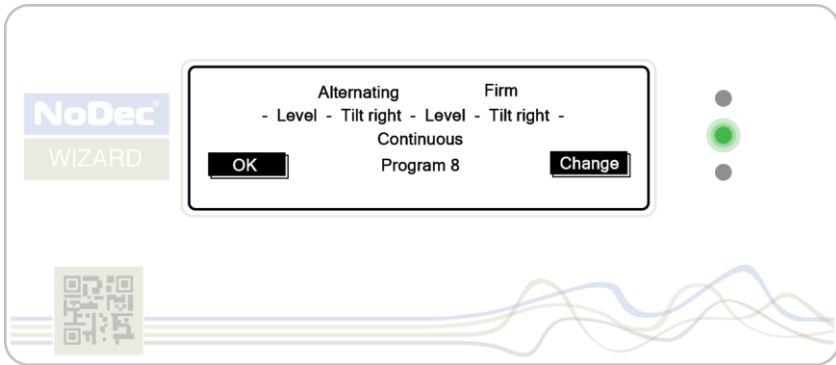 NoDec®
WIZARD
Alternating Firm
- Level - Tilt right - Level - Tilt right -
Continuous
OK Program 8 Change